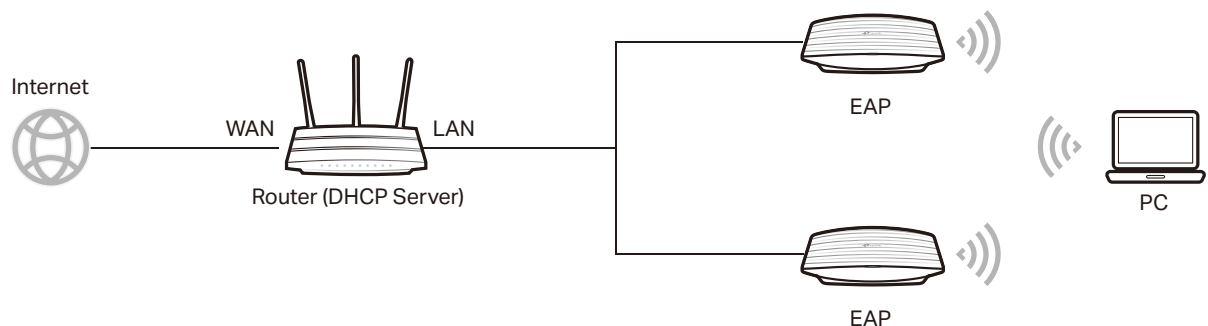 Internet
WAN
LAN
Router (DHCP Server)
EAP
PC
EAP